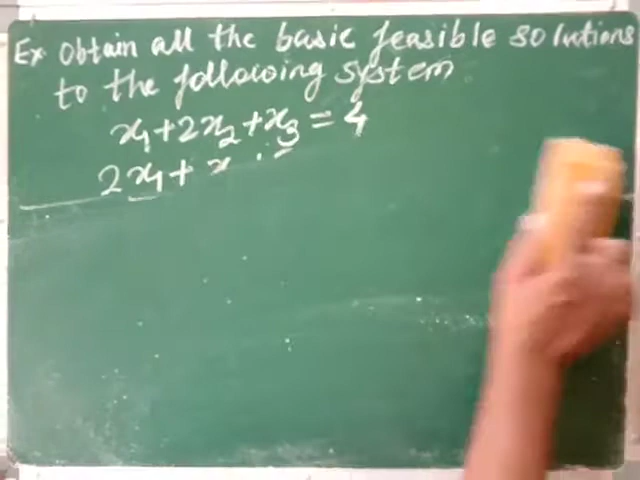 Ex Obtain all the basic feasible solutions
to the following system
x₁+2x₂+x₃=4
2x₁+x